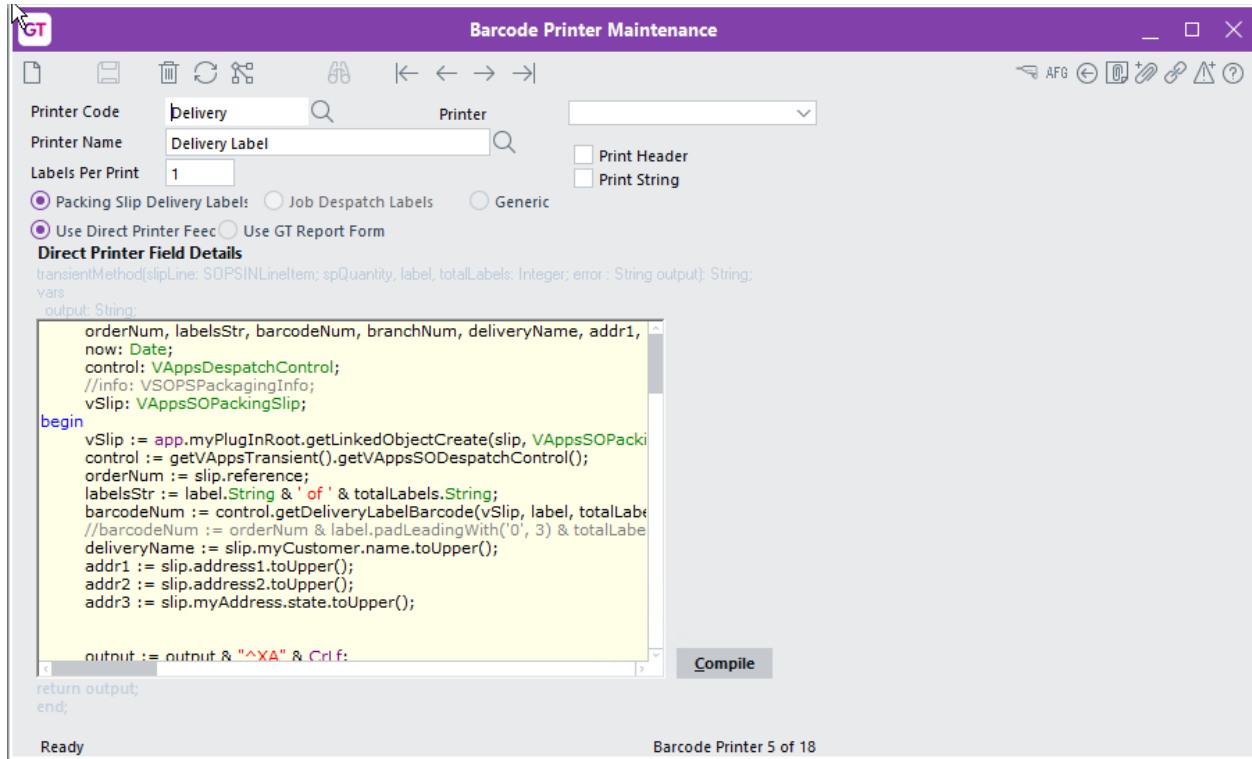 GT Barcode Printer Maintenance
AFG
Printer Code Delivery Printer
Printer Name Delivery Label
Print Header
Labels Per Print 1
Print String
Packing Slip Delivery Labels Job Despatch Labels Generic
Use Direct Printer Feec Use GT Report Form
Direct Printer Field Details
transientMethod(slipLine: SOPSINLineItem; spQuantity, label, totalLabels: Integer; error : String output): String;
vars
output: String;
orderNum, labelsStr, barcodeNum, branchNum, deliveryName, addr1,
now: Date;
control: VAppsDespatchControl;
//info: VSOPSPackagingInfo;
vSlip: VAppsSOPackingSlip;
begin
vSlip := app.myPlugInRoot.getLinkedObjectCreate(slip, VAppsSOPacki
control := getVAppsTransient().getVAppsSODespatchControl();
orderNum := slip.reference;
labelsStr := label.String & ' of ' & totalLabels.String;
barcodeNum := control.getDeliveryLabelBarcode(vSlip, label, totalLabe
//barcodeNum := orderNum & label.padLeadingWith('0', 3) & totalLabe
deliveryName := slip.myCustomer.name.toUpper();
addr1 := slip.address1.toUpper();
addr2 := slip.address2.toUpper();
addr3 := slip.myAddress.state.toUpper();
output := output & "^XA" & CrLf;
Compile
return output;
end;
Ready Barcode Printer 5 of 18